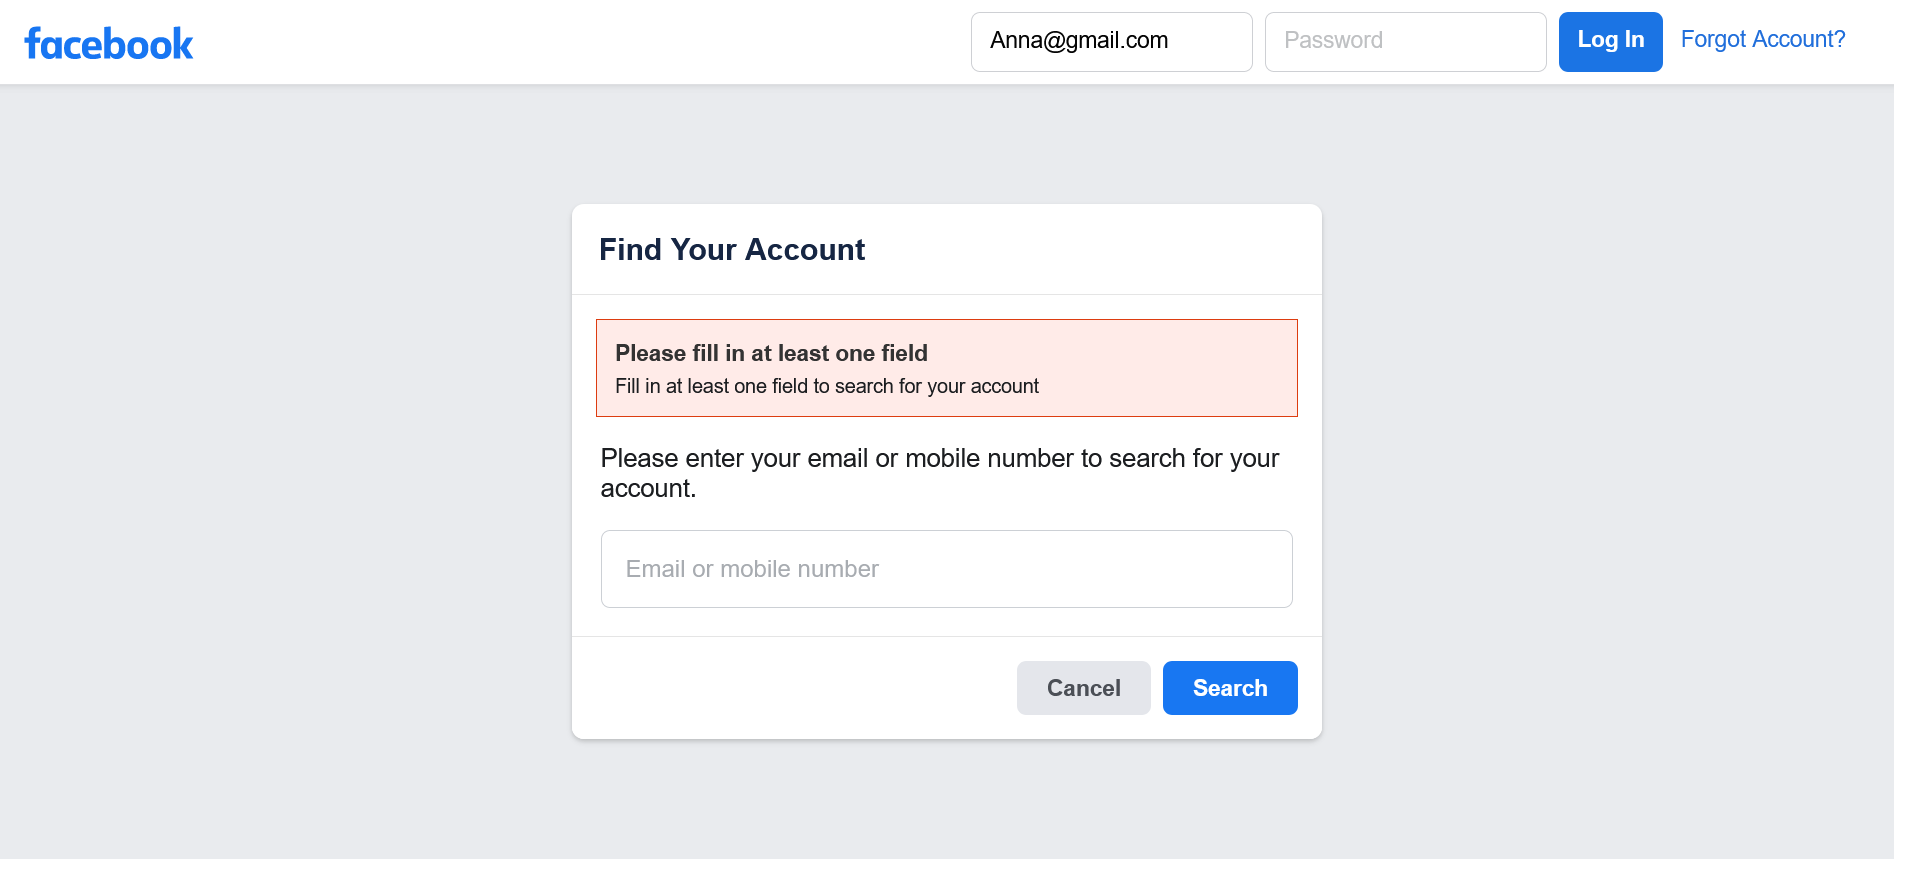 facebook
Anna@gmail.com
Password
Log In
Forgot Account?
Find Your Account
Please fill in at least one field
Fill in at least one field to search for your account
Please enter your email or mobile number to search for your
account.
Email or mobile number
Cancel
Search